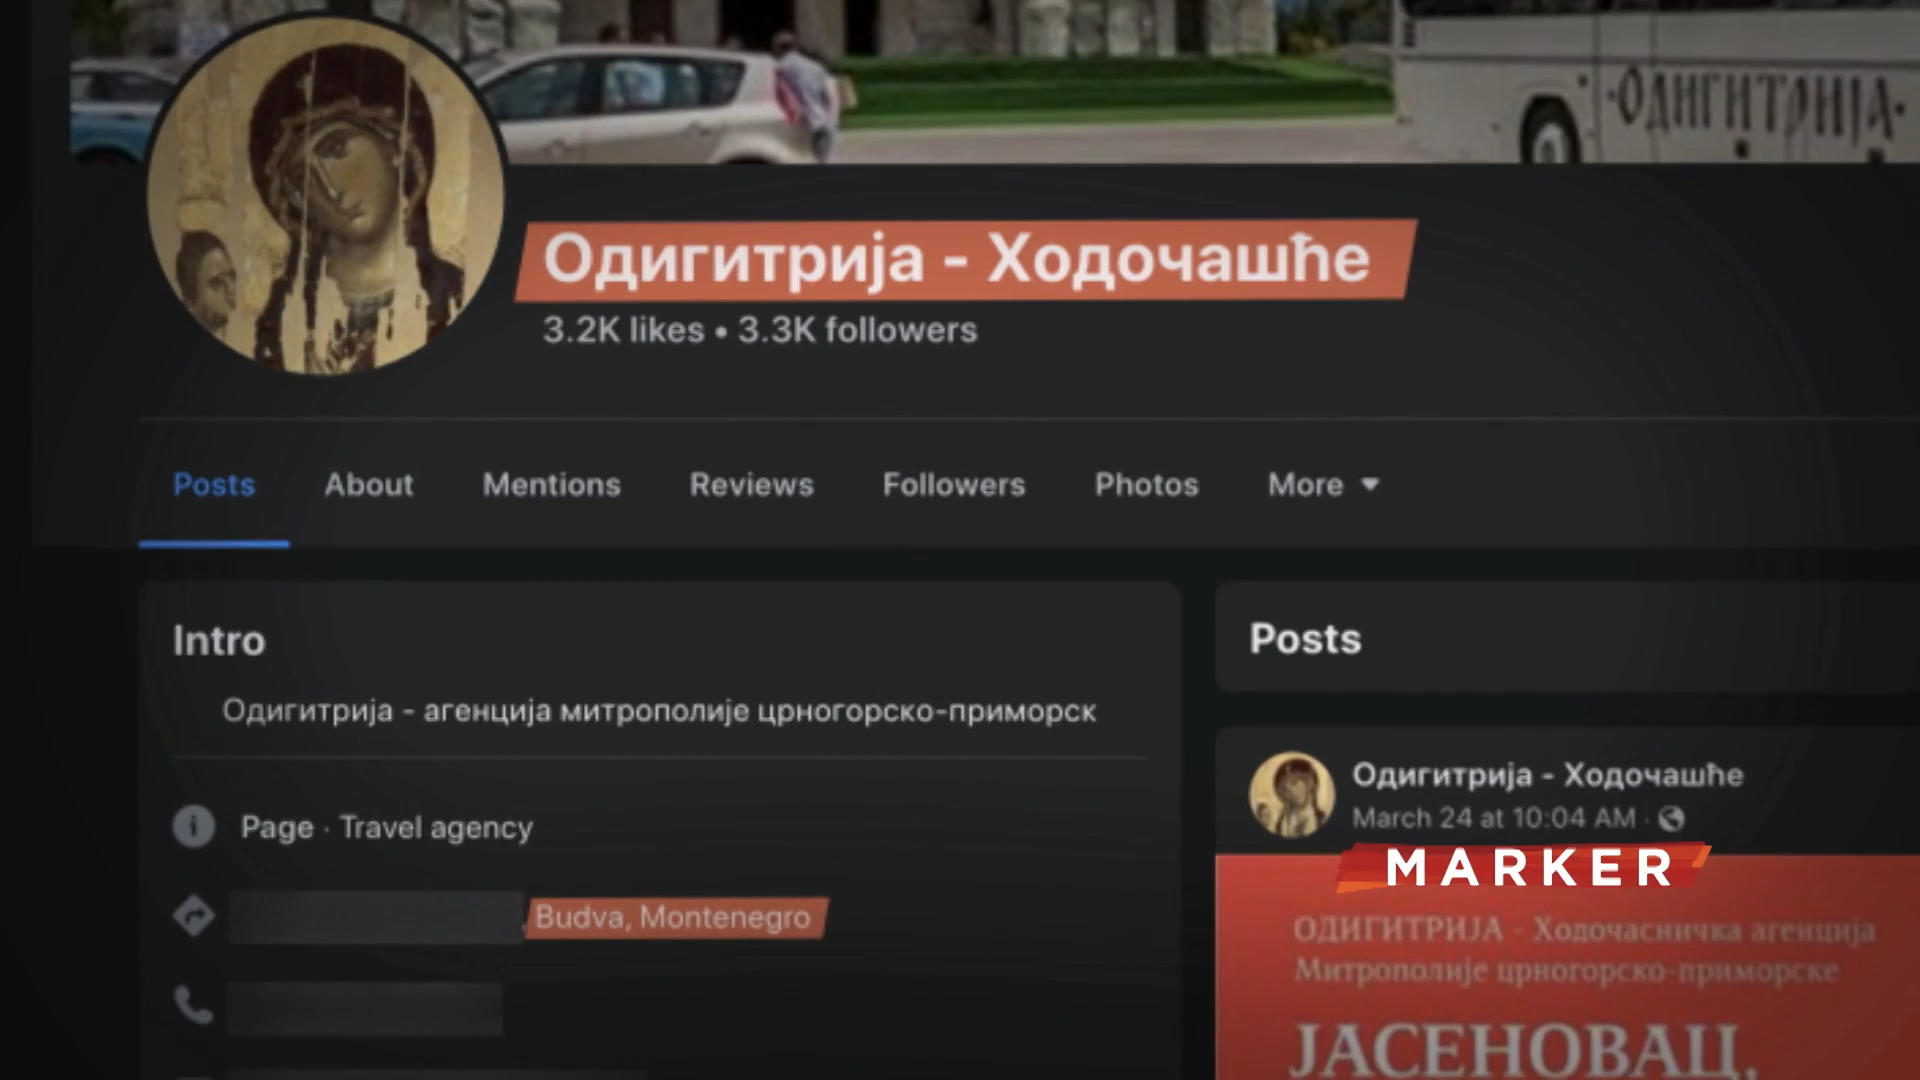 ·ОДИГИТРИЈА·
Одигитрија - Ходочашће
3.2K likes • 3.3K followers
Posts About Mentions Reviews Followers Photos More
Intro
Одигитрија - агенција митрополије црногорско-приморск
Page · Travel agency
Budva, Montenegro
Posts
Одигитрија - Ходочашће
March 24 at 10:04 AM ·
MARKER
ОДИГИТРИЈА - Ходочасничка агенција
Митрополије црногорско-приморске
ЈАСЕНОВАЦ,